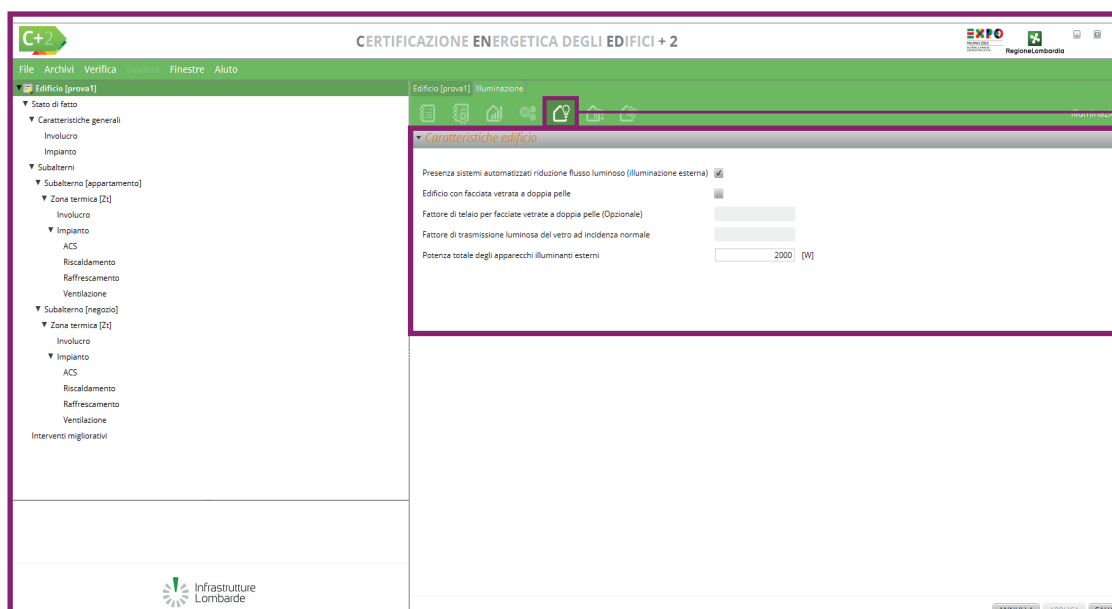 C+2
CERTIFICAZIONE ENERGETICA DEGLI EDIFICI + 2
EXPO
MILANO 2015
RegioneLombardia
File Archivi Verifica Opzioni Finestre Aiuto
Edificio [prova1]
Edificio [prova1] Illuminazione
Stato di fatto
Caratteristiche generali
Involucro
Impianto
Subalterni
Subalterno [appartamento]
Zona termica [Zt]
Involucro
Impianto
ACS
Riscaldamento
Raffrescamento
Ventilazione
Subalterno [negozio]
Zona termica [Zt]
Involucro
Impianto
ACS
Riscaldamento
Raffrescamento
Ventilazione
Interventi migliorativi
Caratteristiche edificio
Presenza sistemi automatizzati riduzione flusso luminoso (illuminazione esterna)
Edificio con facciata vetrata a doppia pelle
Fattore di telaio per facciate vetrate a doppia pelle (Opzionale)
Fattore di trasmissione luminosa del vetro ad incidenza normale
Potenza totale degli apparecchi illuminanti esterni 2000 [W]
Infrastrutture
Lombarde